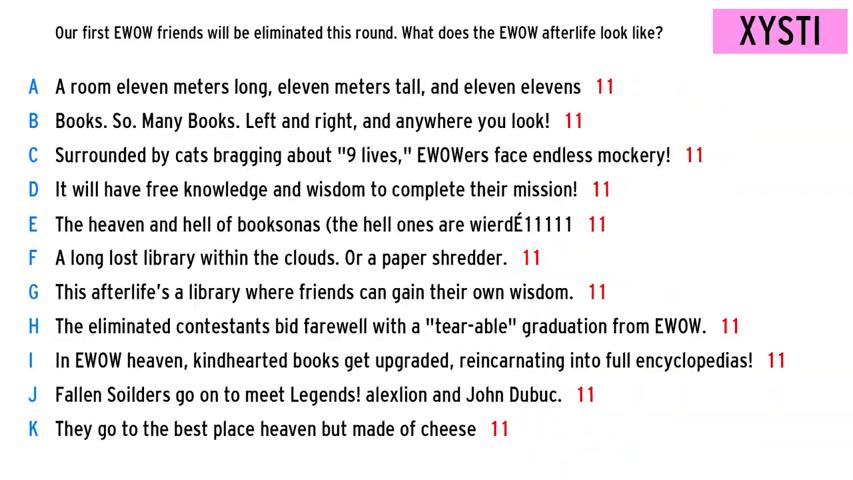 Our first EWOW friends will be eliminated this round. What does the EWOW afterlife look like?
XYSTI
A A room eleven meters long, eleven meters tall, and eleven elevens 11
B Books. So. Many Books. Left and right, and anywhere you look! 11
C Surrounded by cats bragging about "9 lives," EWOWers face endless mockery! 11
D It will have free knowledge and wisdom to complete their mission! 11
E The heaven and hell of booksonas (the hell ones are wierdÉ11111 11
F A long lost library within the clouds. Or a paper shredder. 11
G This afterlife's a library where friends can gain their own wisdom. 11
H The eliminated contestants bid farewell with a "tear-able" graduation from EWOW. 11
I In EWOW heaven, kindhearted books get upgraded, reincarnating into full encyclopedias! 11
J Fallen Soilders go on to meet Legends! alexlion and John Dubuc. 11
K They go to the best place heaven but made of cheese 11